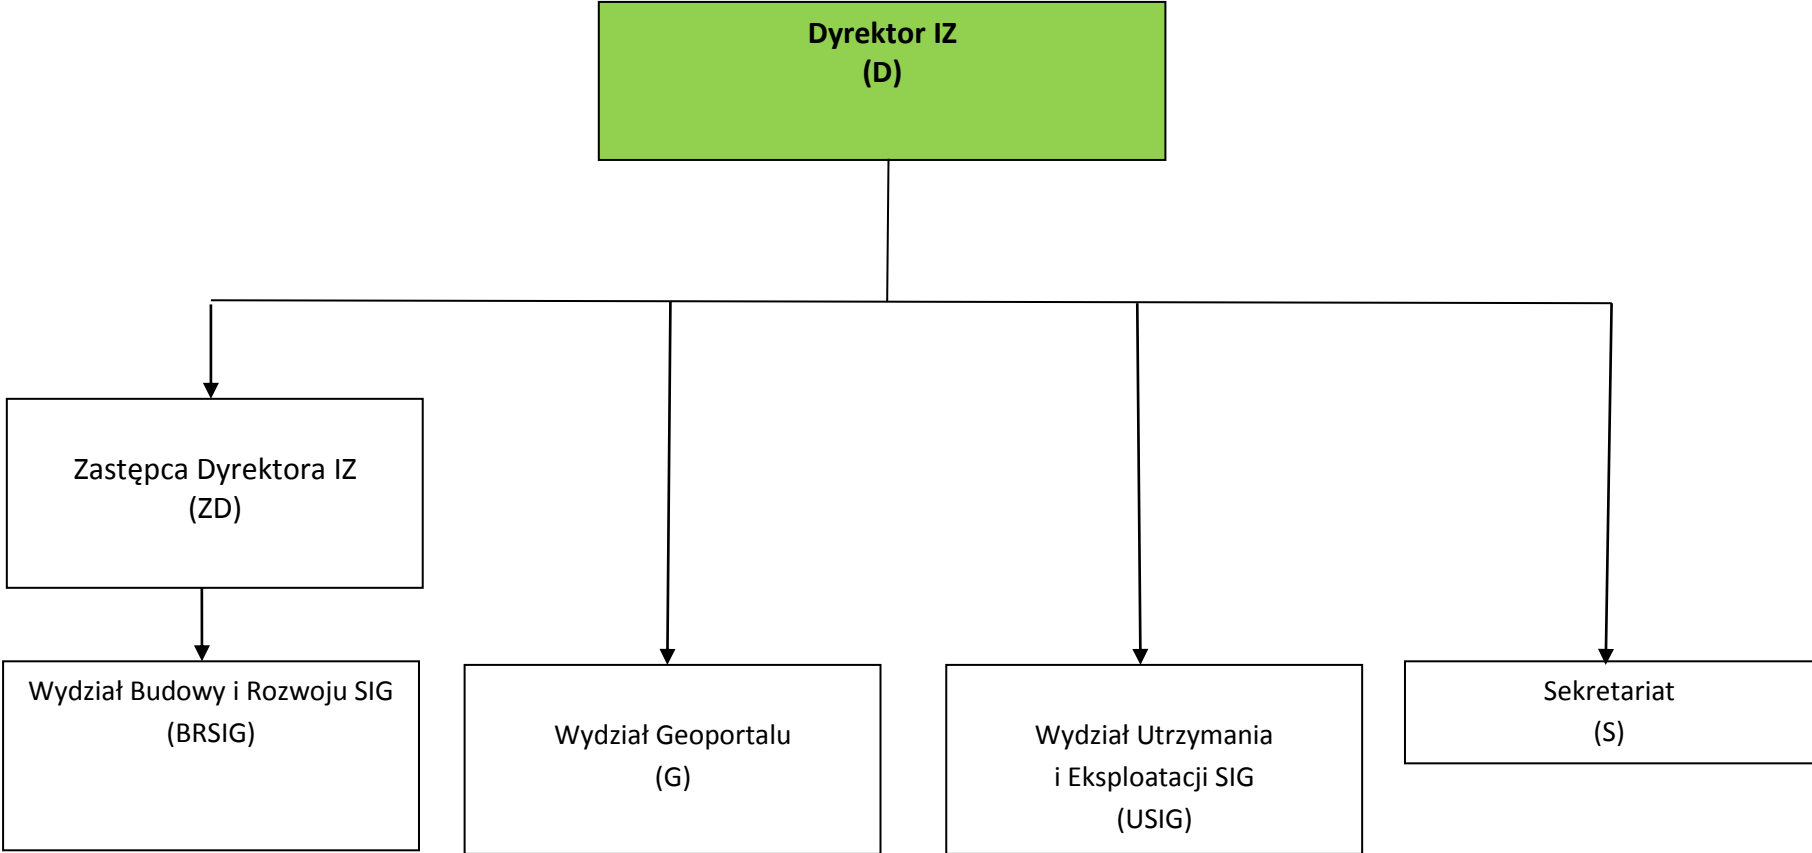 Dyrektor IZ
(D)
Zastępca Dyrektora IZ
(ZD)
Wydział Budowy i Rozwoju SIG
(BRSIG)
Wydział Geoportalu
(G)
Wydział Utrzymania
i Eksploatacji SIG
(USIG)
Sekretariat
(S)